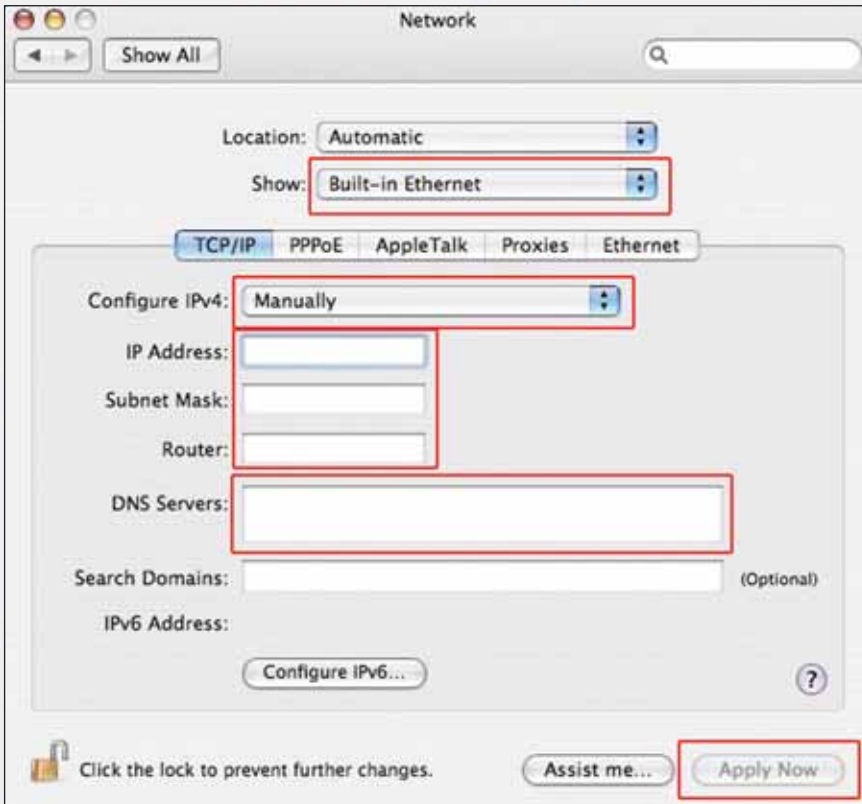 Network
Show All
Location: Automatic
Show: Built-in Ethernet
TCP/IP PPPoE AppleTalk Proxies Ethernet
Configure IPv4: Manually
IP Address:
Subnet Mask:
Router:
DNS Servers:
Search Domains: (Optional)
IPv6 Address:
Configure IPv6...
?
Click the lock to prevent further changes. Assist me... Apply Now